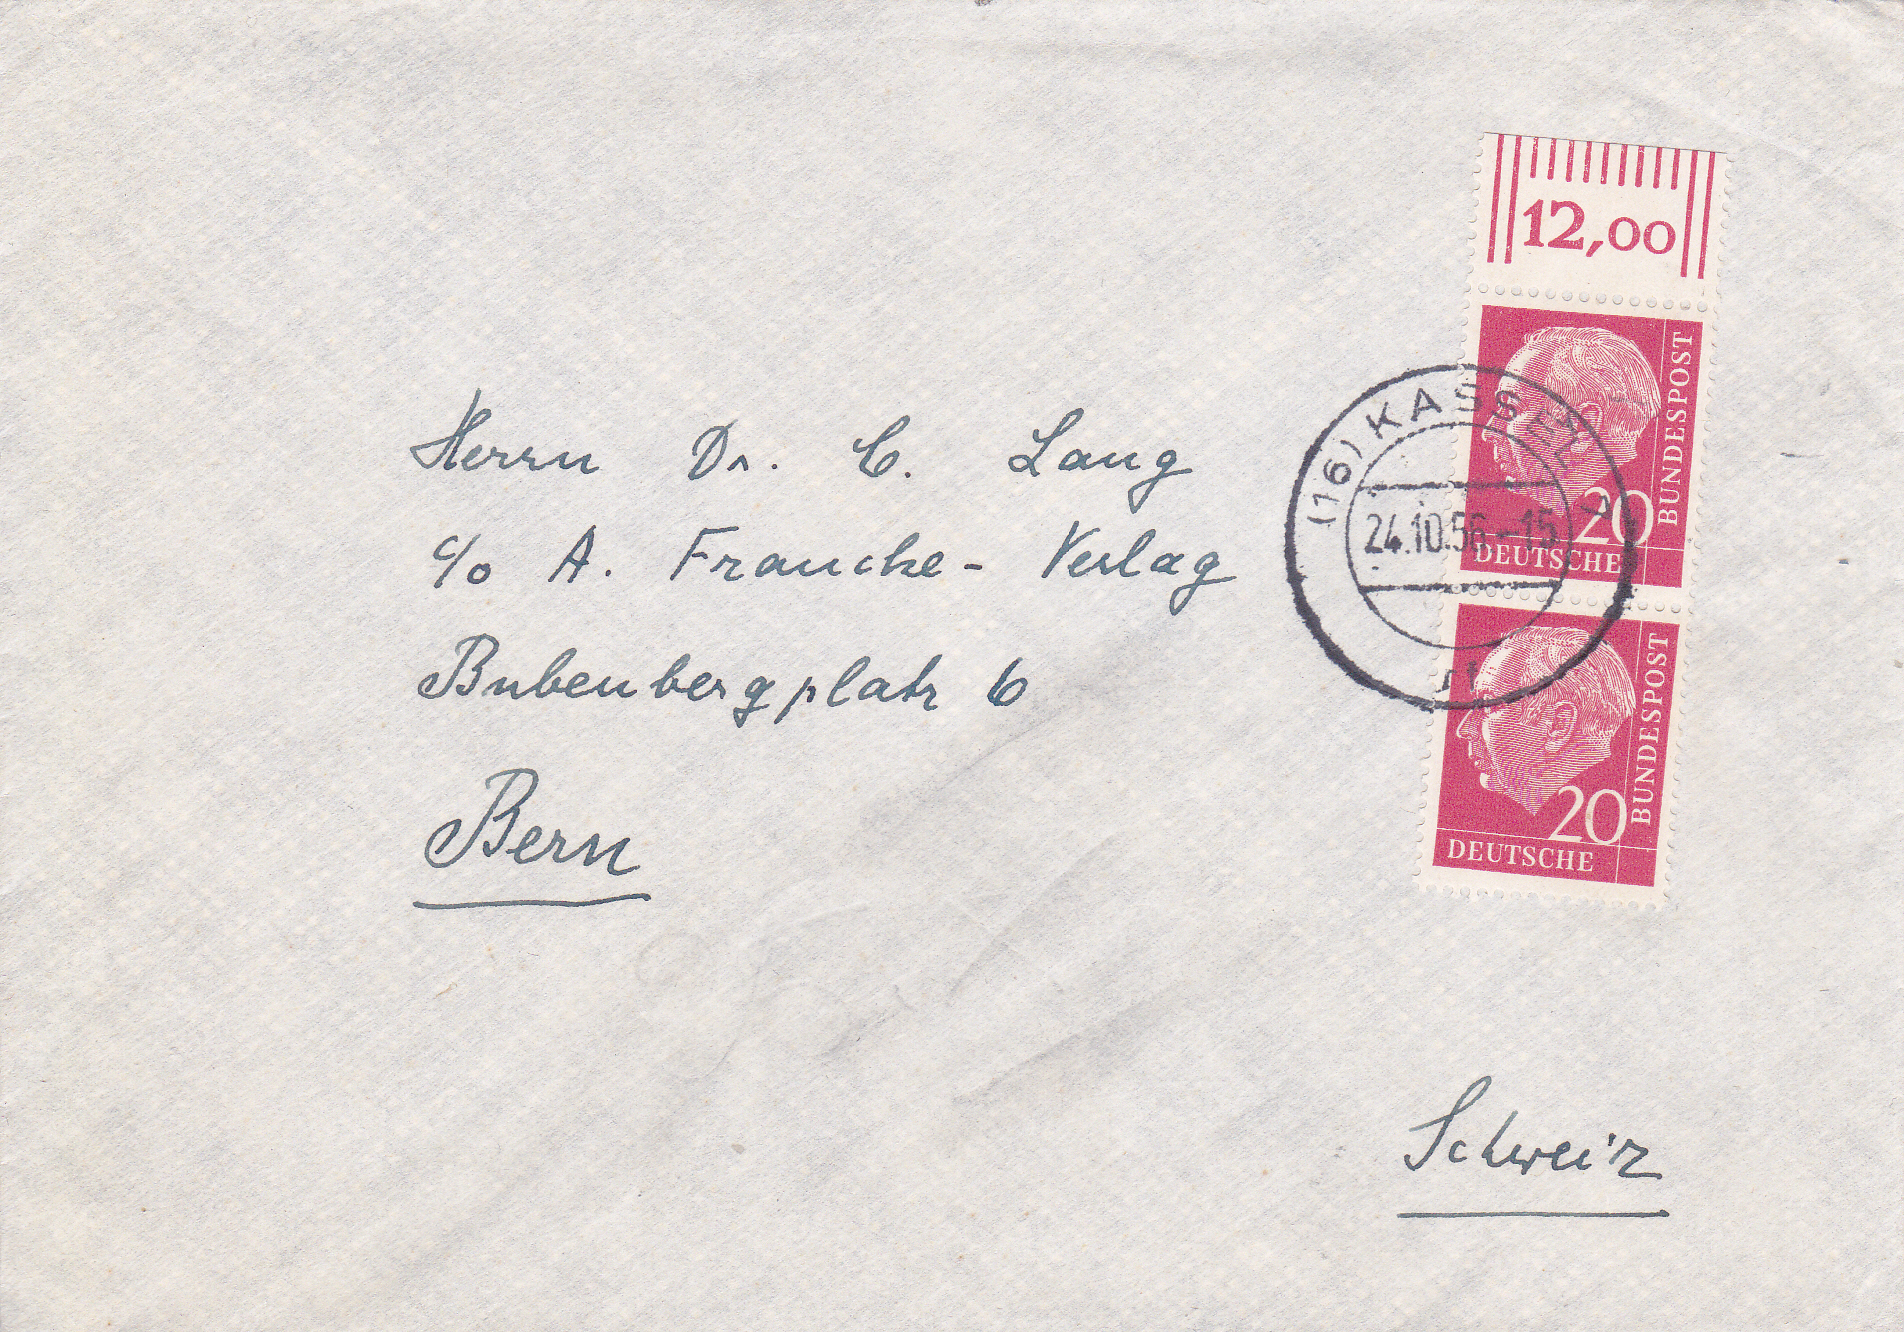 12,00
BUNDESPOST
20
DEUTSCHE
(16) KASSEL
24.10.56-15
BUNDESPOST
20
DEUTSCHE
Herrn Dr. C. Lang
c/o A. Francke-Verlag
Bubenbergplatz 6
Bern
Schweiz